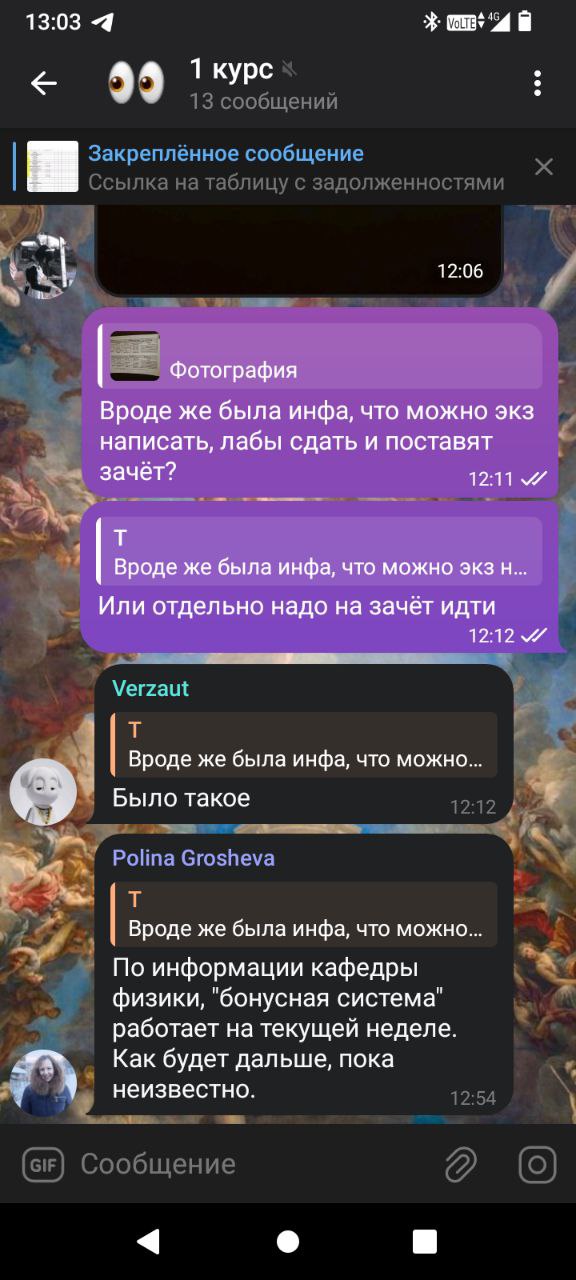 13:03
VoLTE 4G
1 курс
13 сообщений
Закреплённое сообщение
Ссылка на таблицу с задолженностями
12:06
Фотография
Вроде же была инфа, что можно экз
написать, лабы сдать и поставят
зачёт?
12:11
T
Вроде же была инфа, что можно экз н...
Или отдельно надо на зачёт идти
12:12
Verzaut
T
Вроде же была инфа, что можно...
Было такое
12:12
Polina Grosheva
T
Вроде же была инфа, что можно...
По информации кафедры
физики, "бонусная система"
работает на текущей неделе.
Как будет дальше, пока
неизвестно.
12:54
GIF Сообщение